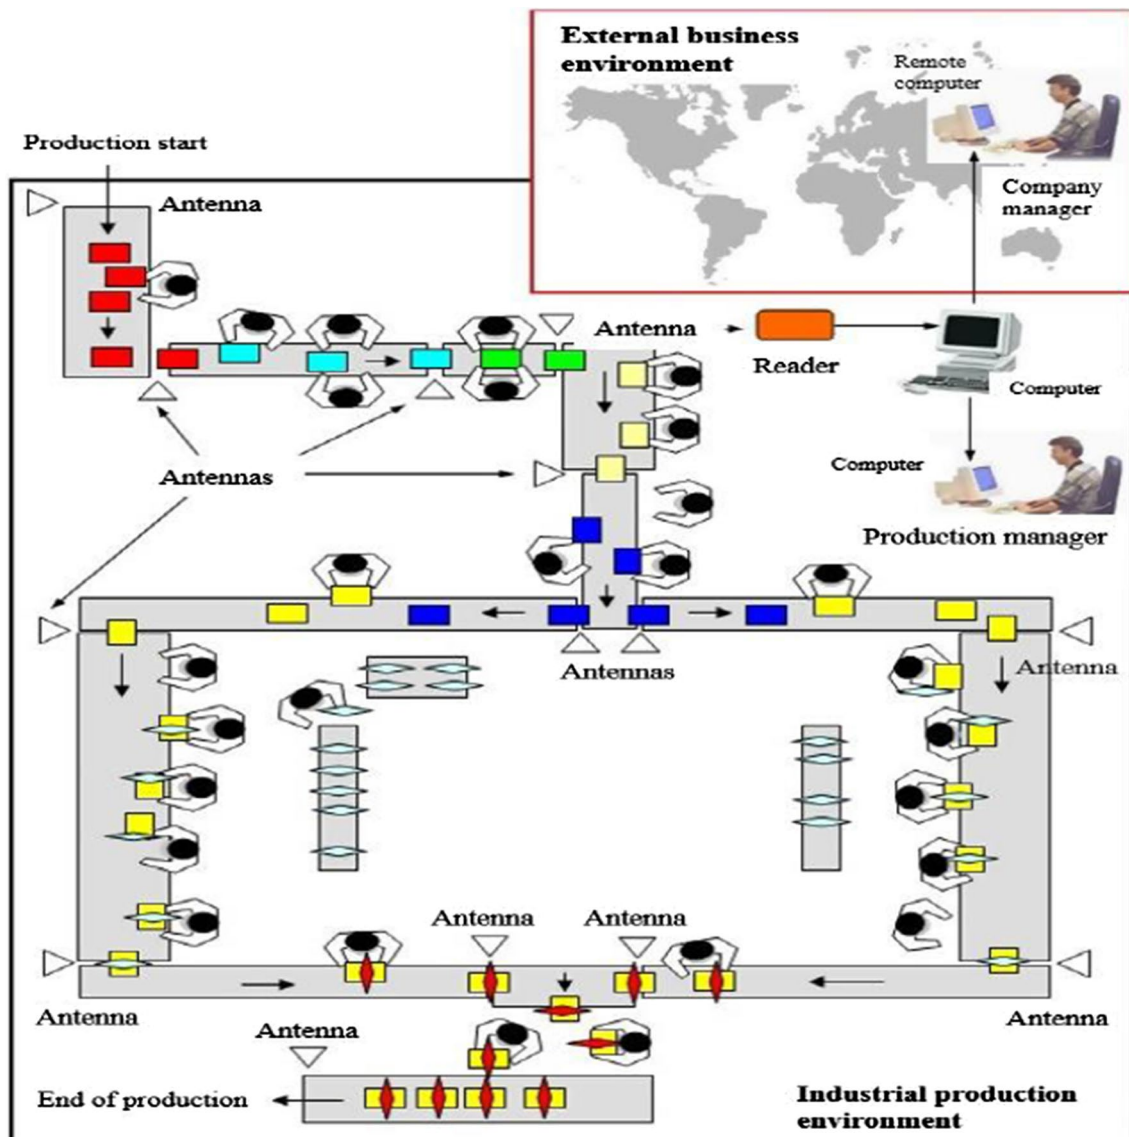 External business
environment
Remote
computer
Production start
Antenna
Company
manager
Antenna
Reader
Computer
Antennas
Computer
Production manager
Antennas
Antenna
Antenna
Antenna
Antenna
Antenna
Antenna
End of production
Industrial production
environment